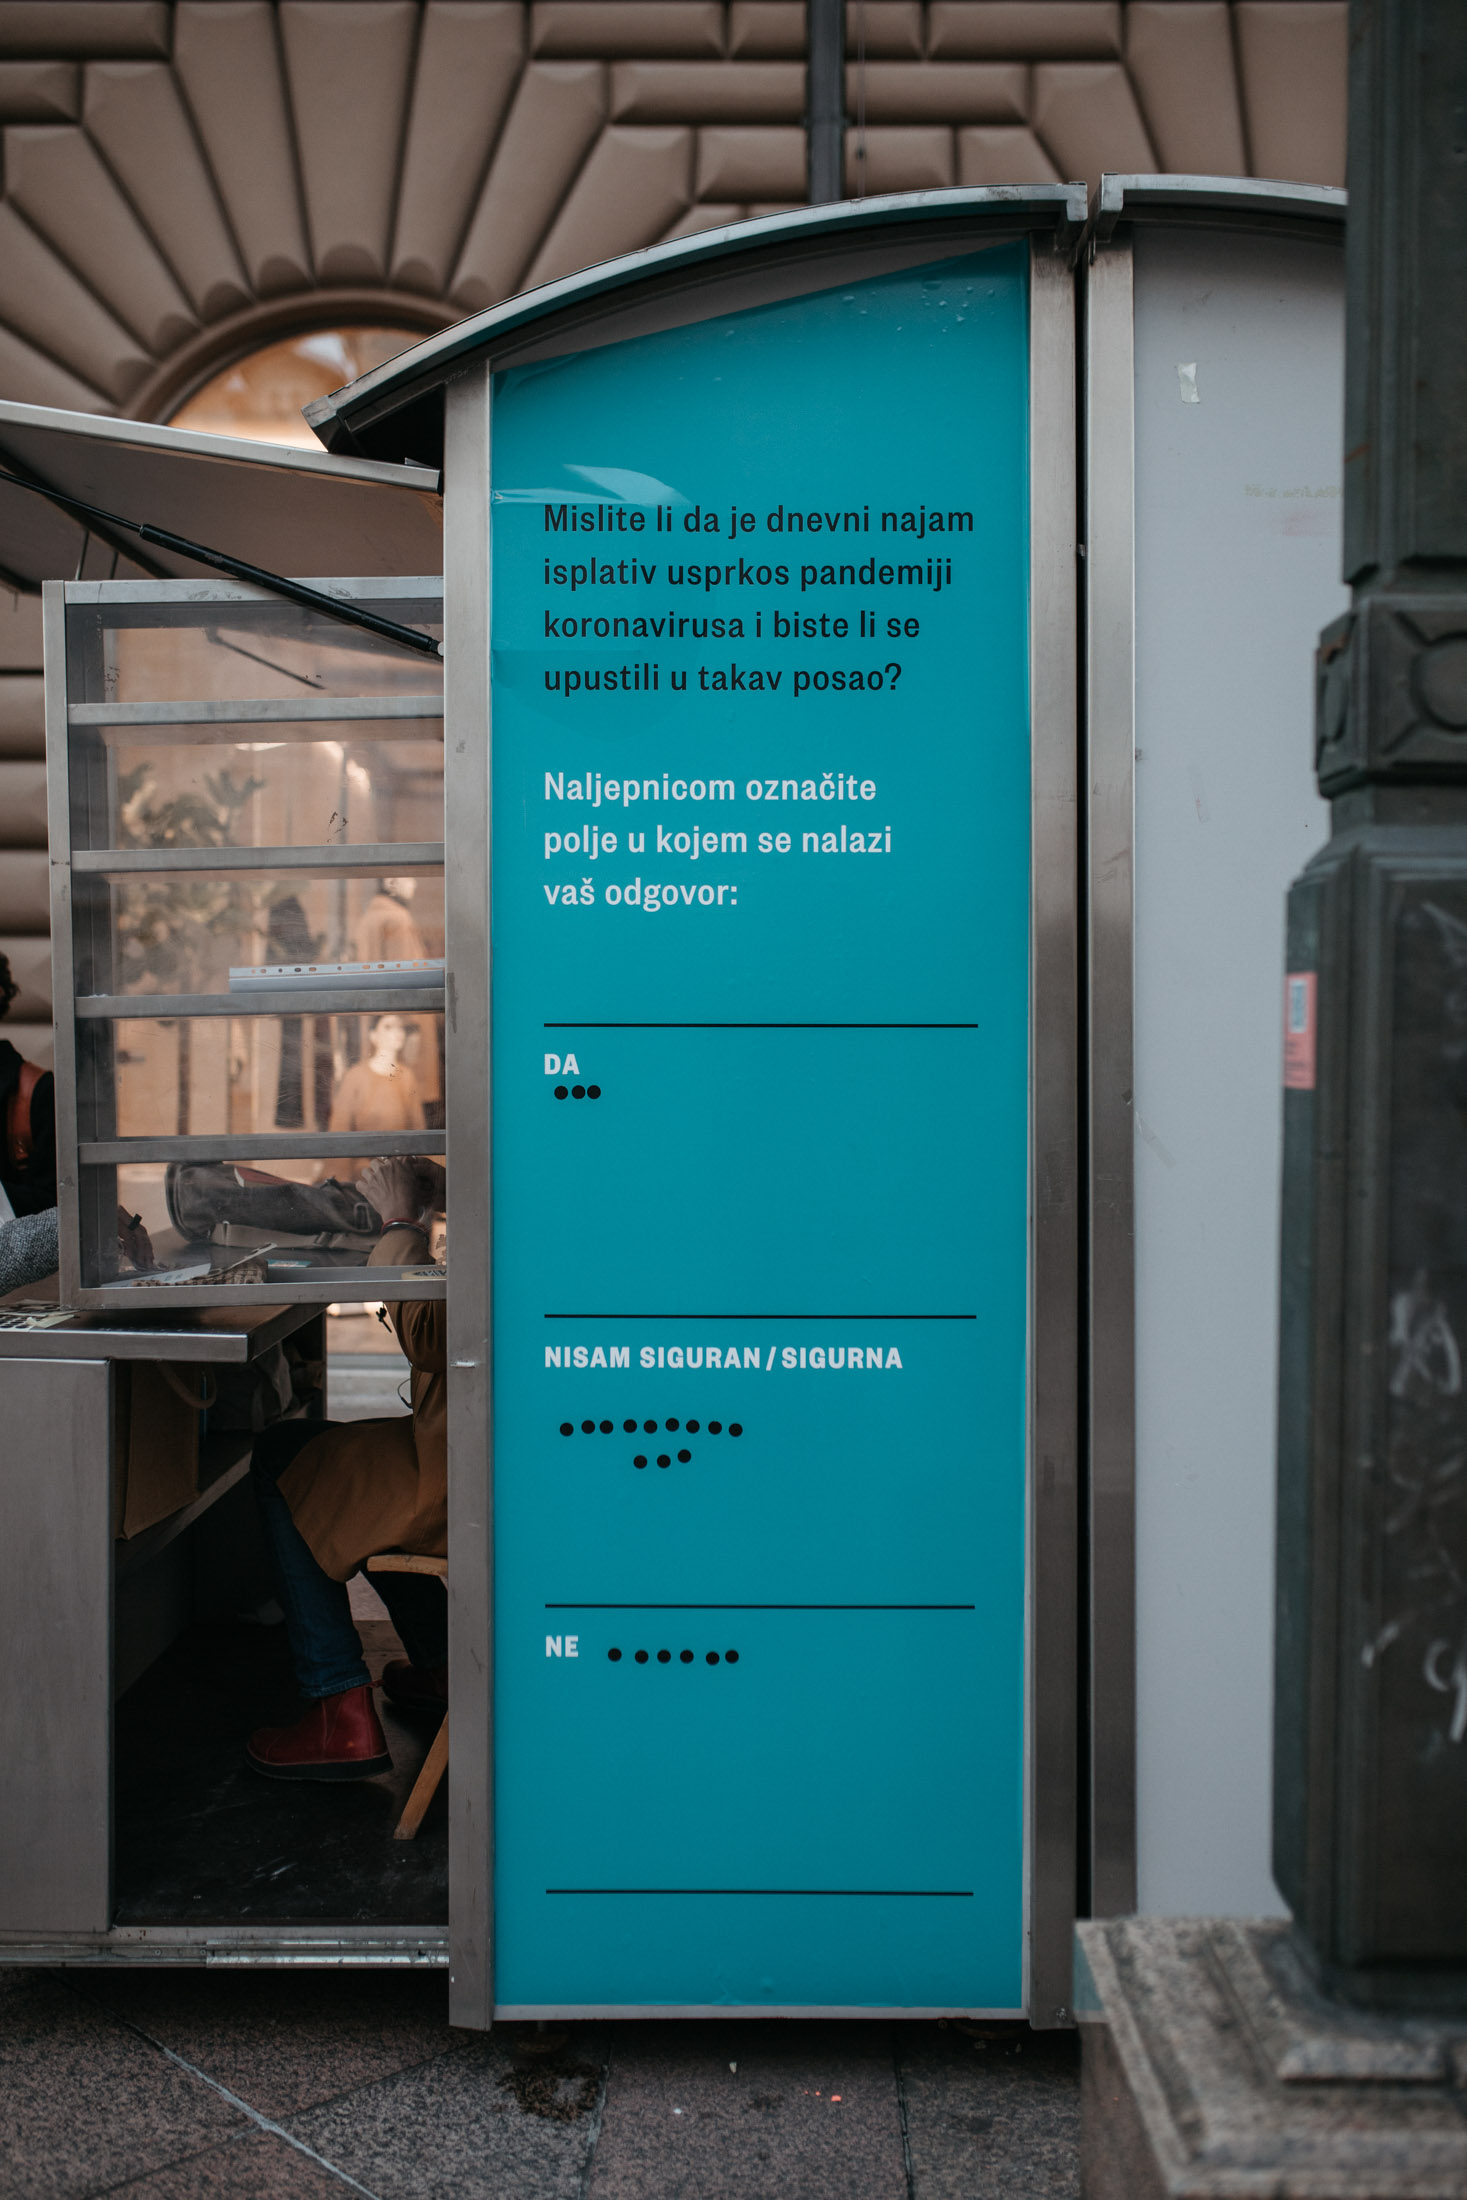 Mislite li da je dnevni najam
isplativ usprkos pandemiji
koronavirusa i biste li se
upustili u takav posao?
Naljepnicom označite
polje u kojem se nalazi
vaš odgovor:
DA
NISAM SIGURAN / SIGURNA
NE